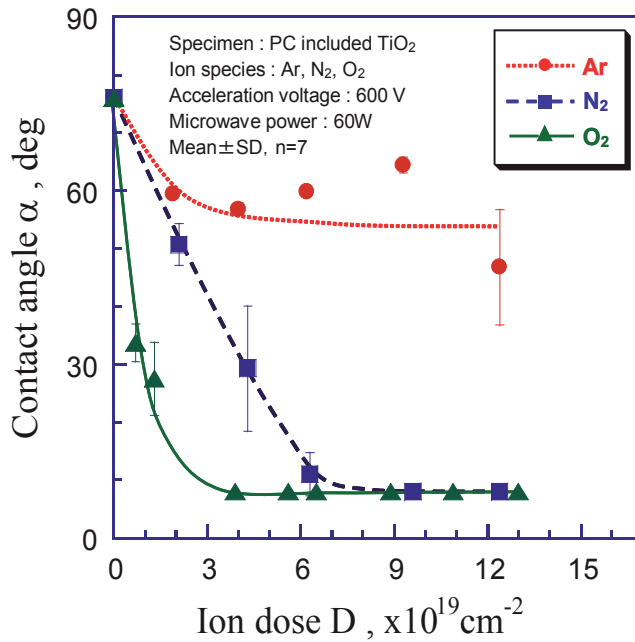 90
60
30
0
Contact angle α , deg
Specimen : PC included TiO₂
Ion species : Ar, N₂, O₂
Acceleration voltage : 600 V
Microwave power : 60W
Mean±SD, n=7
Ar
N₂
O₂
0 3 6 9 12 15
Ion dose D , x10¹⁹cm⁻²